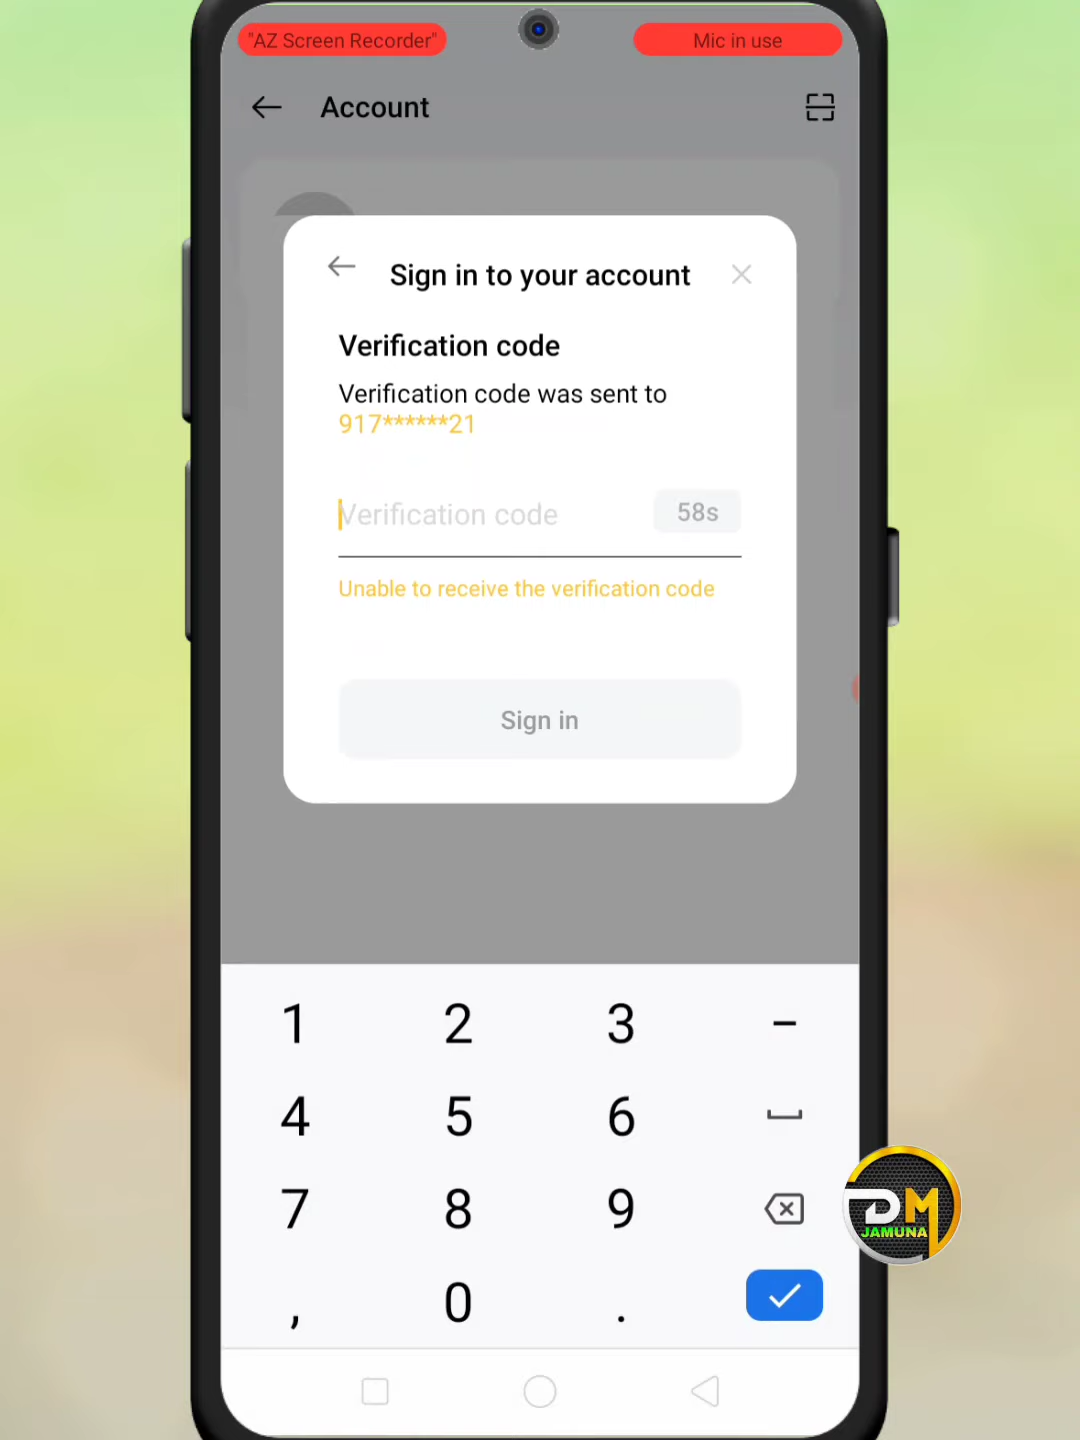 "AZ Screen Recorder" Mic in use
Account
Sign in to your account
Verification code
Verification code was sent to
917******21
Verification code 58s
Unable to receive the verification code
Sign in
1 2 3 –
4 5 6
7 8 9
DM
JAMUNA
, 0 .